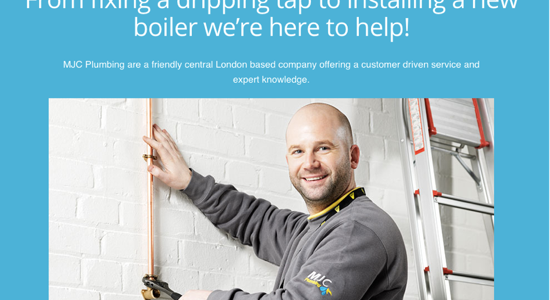 From fixing a dripping tap to installing a new
boiler we're here to help!
MJC Plumbing are a friendly central London based company offering a customer driven service and
expert knowledge.
MJC